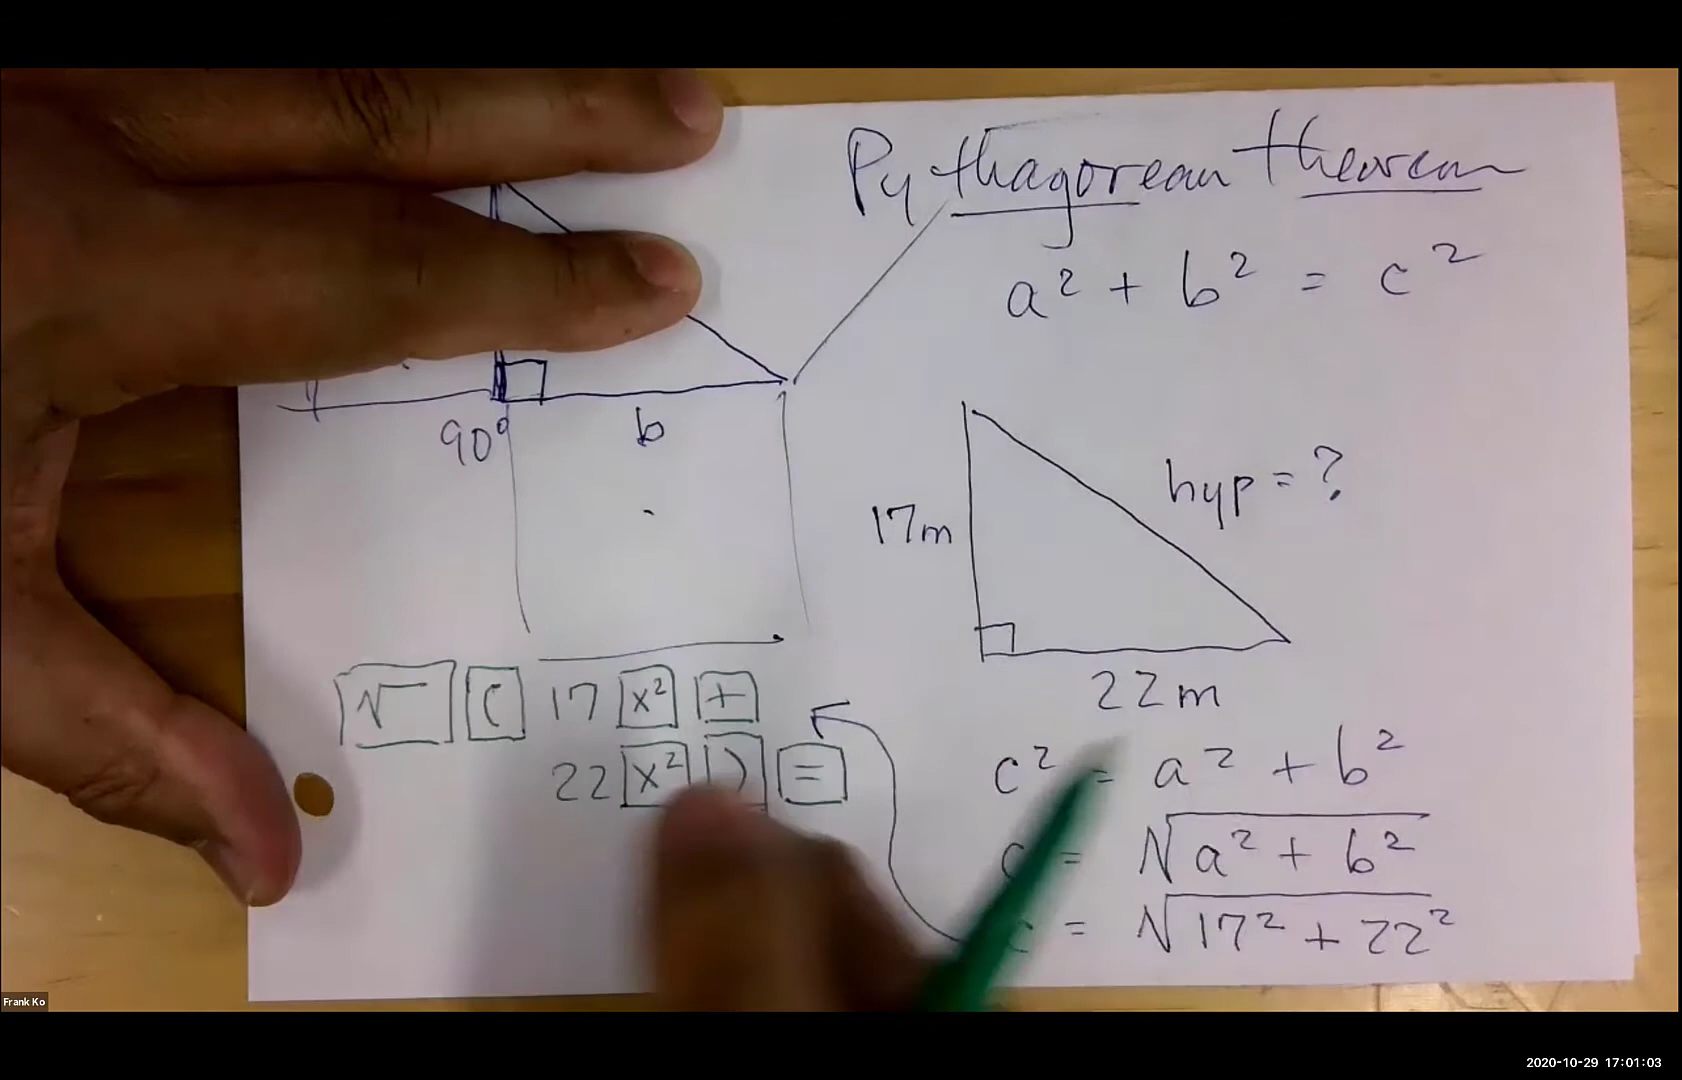 Pythagorean theorem
a² + b² = c²
90°
b
17m
hyp = ?
22m
√ ( 17 x² +
22 x² ) =
c² = a² + b²
c = √a² + b²
c = √17² + 22²
Frank Ko
2020-10-29 17:01:03